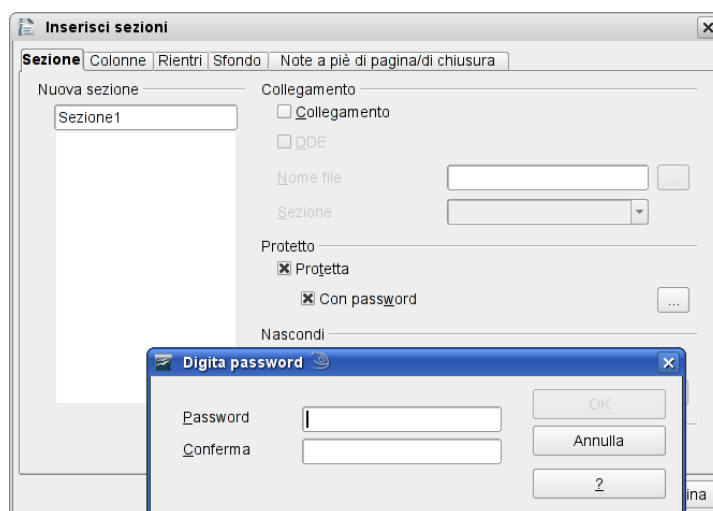 Inserisci sezioni
Sezione Colonne Rientri Sfondo Note a piè di pagina/di chiusura
Nuova sezione
Sezione1
Collegamento
Collegamento
DDE
Nome file
...
Sezione
Protetto
Protetta
Con password
...
Nascondi
Digita password
Password
OK
Conferma
Annulla
?
ina